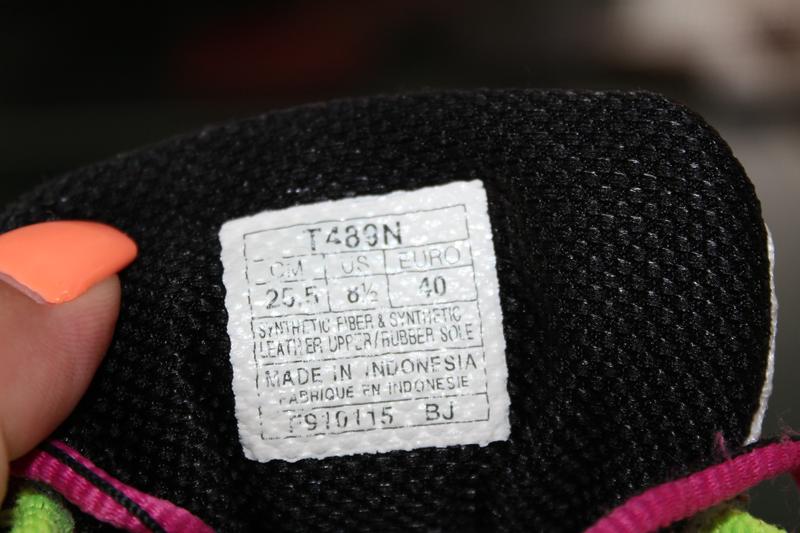 T489N
CM US EURO
25.5 8½ 40
SYNTHETIC FIBER & SYNTHETIC
LEATHER UPPER/RUBBER SOLE
MADE IN INDONESIA
FABRIQUE EN INDONESIE
BJ